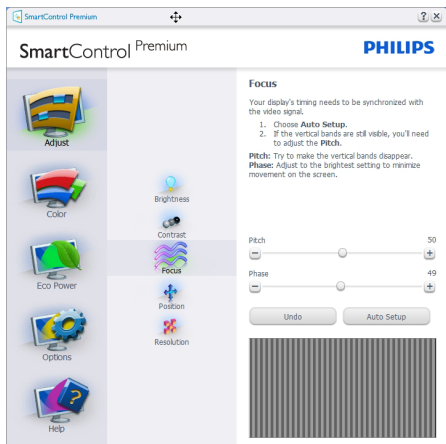 SmartControl Premium
SmartControl Premium
PHILIPS
Adjust
Color
Eco Power
Options
Help
Brightness
Contrast
Focus
Position
Resolution
Focus
Your display's timing needs to be synchronized with
the video signal.
1. Choose Auto Setup.
2. If the vertical bands are still visible, you'll need
to adjust the Pitch.
Pitch: Try to make the vertical bands disappear.
Phase: Adjust to the brightest setting to minimize
movement on the screen.
Pitch 50
Phase 49
Undo Auto Setup